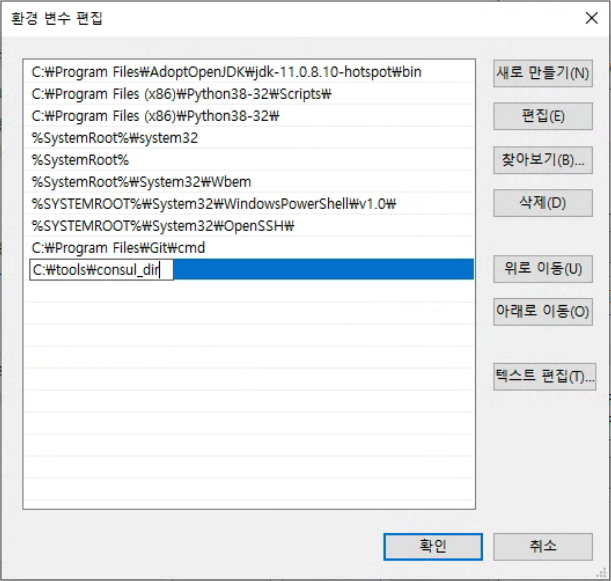 환경 변수 편집
C:₩Program Files₩AdoptOpenJDK₩jdk-11.0.8.10-hotspot₩bin
C:₩Program Files (x86)₩Python38-32₩Scripts₩
C:₩Program Files (x86)₩Python38-32₩
%SystemRoot%₩system32
%SystemRoot%
%SystemRoot%₩System32₩Wbem
%SYSTEMROOT%₩System32₩WindowsPowerShell₩v1.0₩
%SYSTEMROOT%₩System32₩OpenSSH₩
C:₩Program Files₩Git₩cmd
C:₩tools₩consul_dir
새로 만들기(N)
편집(E)
찾아보기(B)...
삭제(D)
위로 이동(U)
아래로 이동(O)
텍스트 편집(T)...
확인
취소